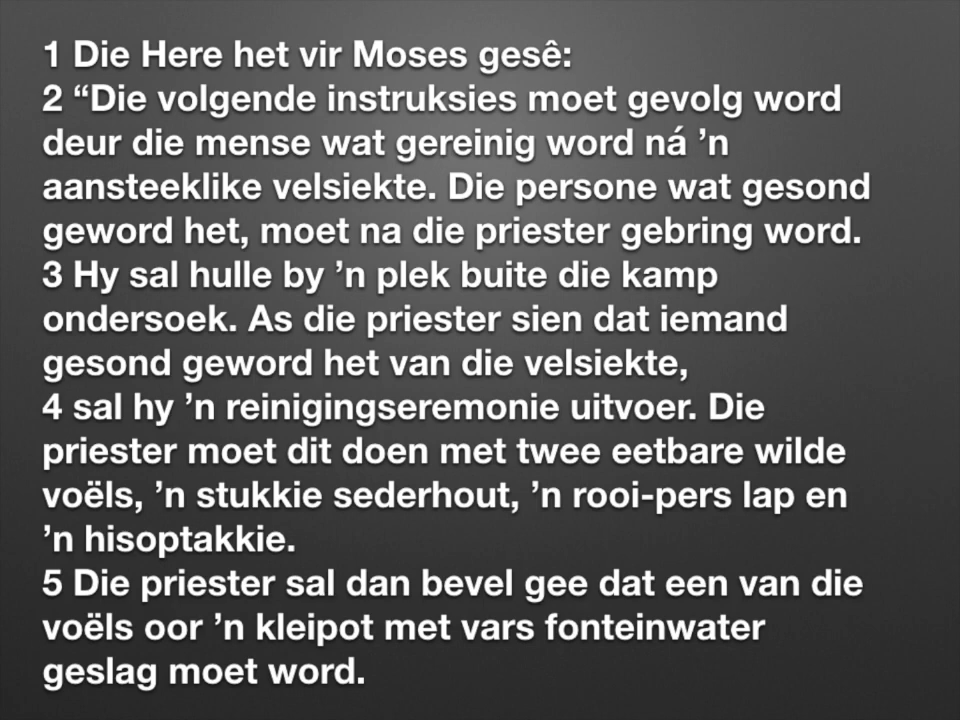 1 Die Here het vir Moses gesê:
2 “Die volgende instruksies moet gevolg word
deur die mense wat gereinig word ná ’n
aansteeklike velsiekte. Die persone wat gesond
geword het, moet na die priester gebring word.
3 Hy sal hulle by ’n plek buite die kamp
ondersoek. As die priester sien dat iemand
gesond geword het van die velsiekte,
4 sal hy ’n reinigingseremonie uitvoer. Die
priester moet dit doen met twee eetbare wilde
voëls, ’n stukkie sederhout, ’n rooi-pers lap en
’n hisoptakkie.
5 Die priester sal dan bevel gee dat een van die
voëls oor ’n kleipot met vars fonteinwater
geslag moet word.